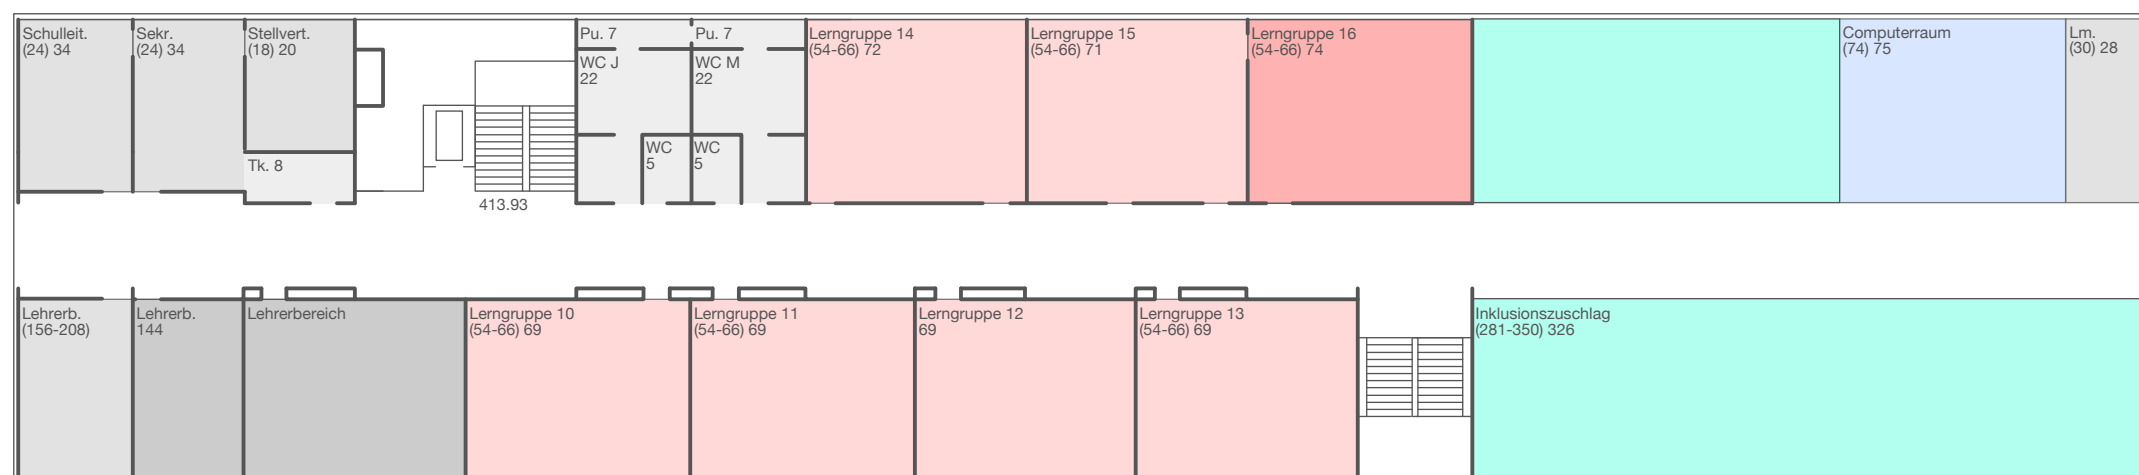 Schulleit.
(24) 34
Sekr.
(24) 34
Stellvert.
(18) 20
Tk. 8
413.93
Pu. 7
WC J
22
Pu. 7
WC M
22
WC
5
WC
5
Lerngruppe 14
(54-66) 72
Lerngruppe 15
(54-66) 71
Lerngruppe 16
(54-66) 74
Computerraum
(74) 75
Lm.
(30) 28
Lehrerb.
(156-208)
Lehrerb.
144
Lehrerbereich
Lerngruppe 10
(54-66) 69
Lerngruppe 11
(54-66) 69
Lerngruppe 12
69
Lerngruppe 13
(54-66) 69
Inklusionszuschlag
(281-350) 326